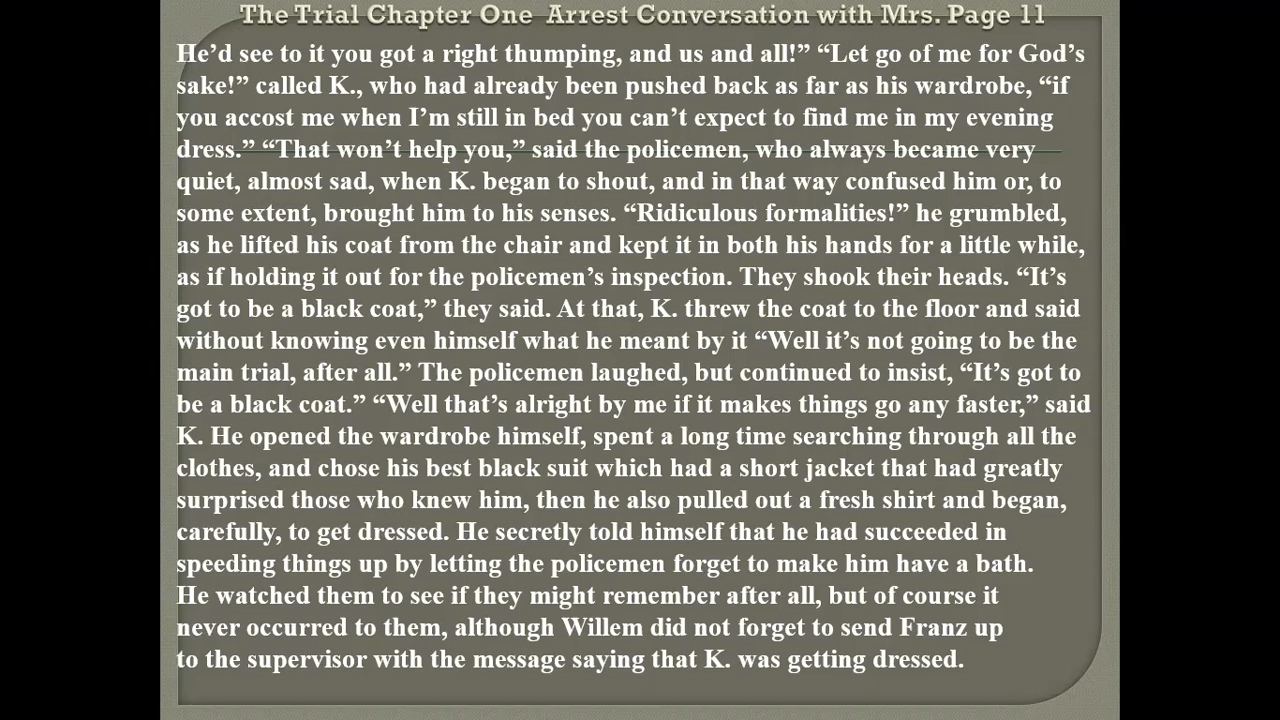 The Trial Chapter One Arrest Conversation with Mrs. Page 11
He’d see to it you got a right thumping, and us and all!” “Let go of me for God’s
sake!” called K., who had already been pushed back as far as his wardrobe, “if
you accost me when I’m still in bed you can’t expect to find me in my evening
dress.” “That won’t help you,” said the policemen, who always became very
quiet, almost sad, when K. began to shout, and in that way confused him or, to
some extent, brought him to his senses. “Ridiculous formalities!” he grumbled,
as he lifted his coat from the chair and kept it in both his hands for a little while,
as if holding it out for the policemen’s inspection. They shook their heads. “It’s
got to be a black coat,” they said. At that, K. threw the coat to the floor and said
without knowing even himself what he meant by it “Well it’s not going to be the
main trial, after all.” The policemen laughed, but continued to insist, “It’s got to
be a black coat.” “Well that’s alright by me if it makes things go any faster,” said
K. He opened the wardrobe himself, spent a long time searching through all the
clothes, and chose his best black suit which had a short jacket that had greatly
surprised those who knew him, then he also pulled out a fresh shirt and began,
carefully, to get dressed. He secretly told himself that he had succeeded in
speeding things up by letting the policemen forget to make him have a bath.
He watched them to see if they might remember after all, but of course it
never occurred to them, although Willem did not forget to send Franz up
to the supervisor with the message saying that K. was getting dressed.